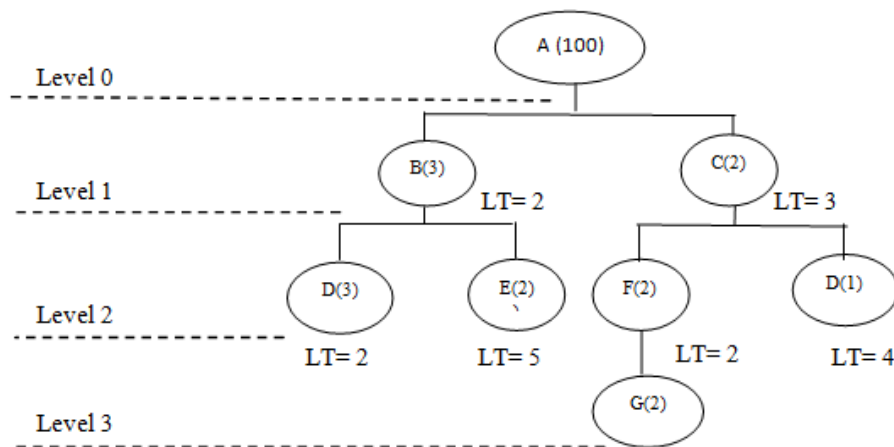 A (100)
Level 0
B(3)
C(2)
Level 1
LT= 2
LT= 3
D(3)
E(2)
F(2)
D(1)
Level 2
LT= 2
LT= 5
LT= 2
LT= 4
G(2)
Level 3